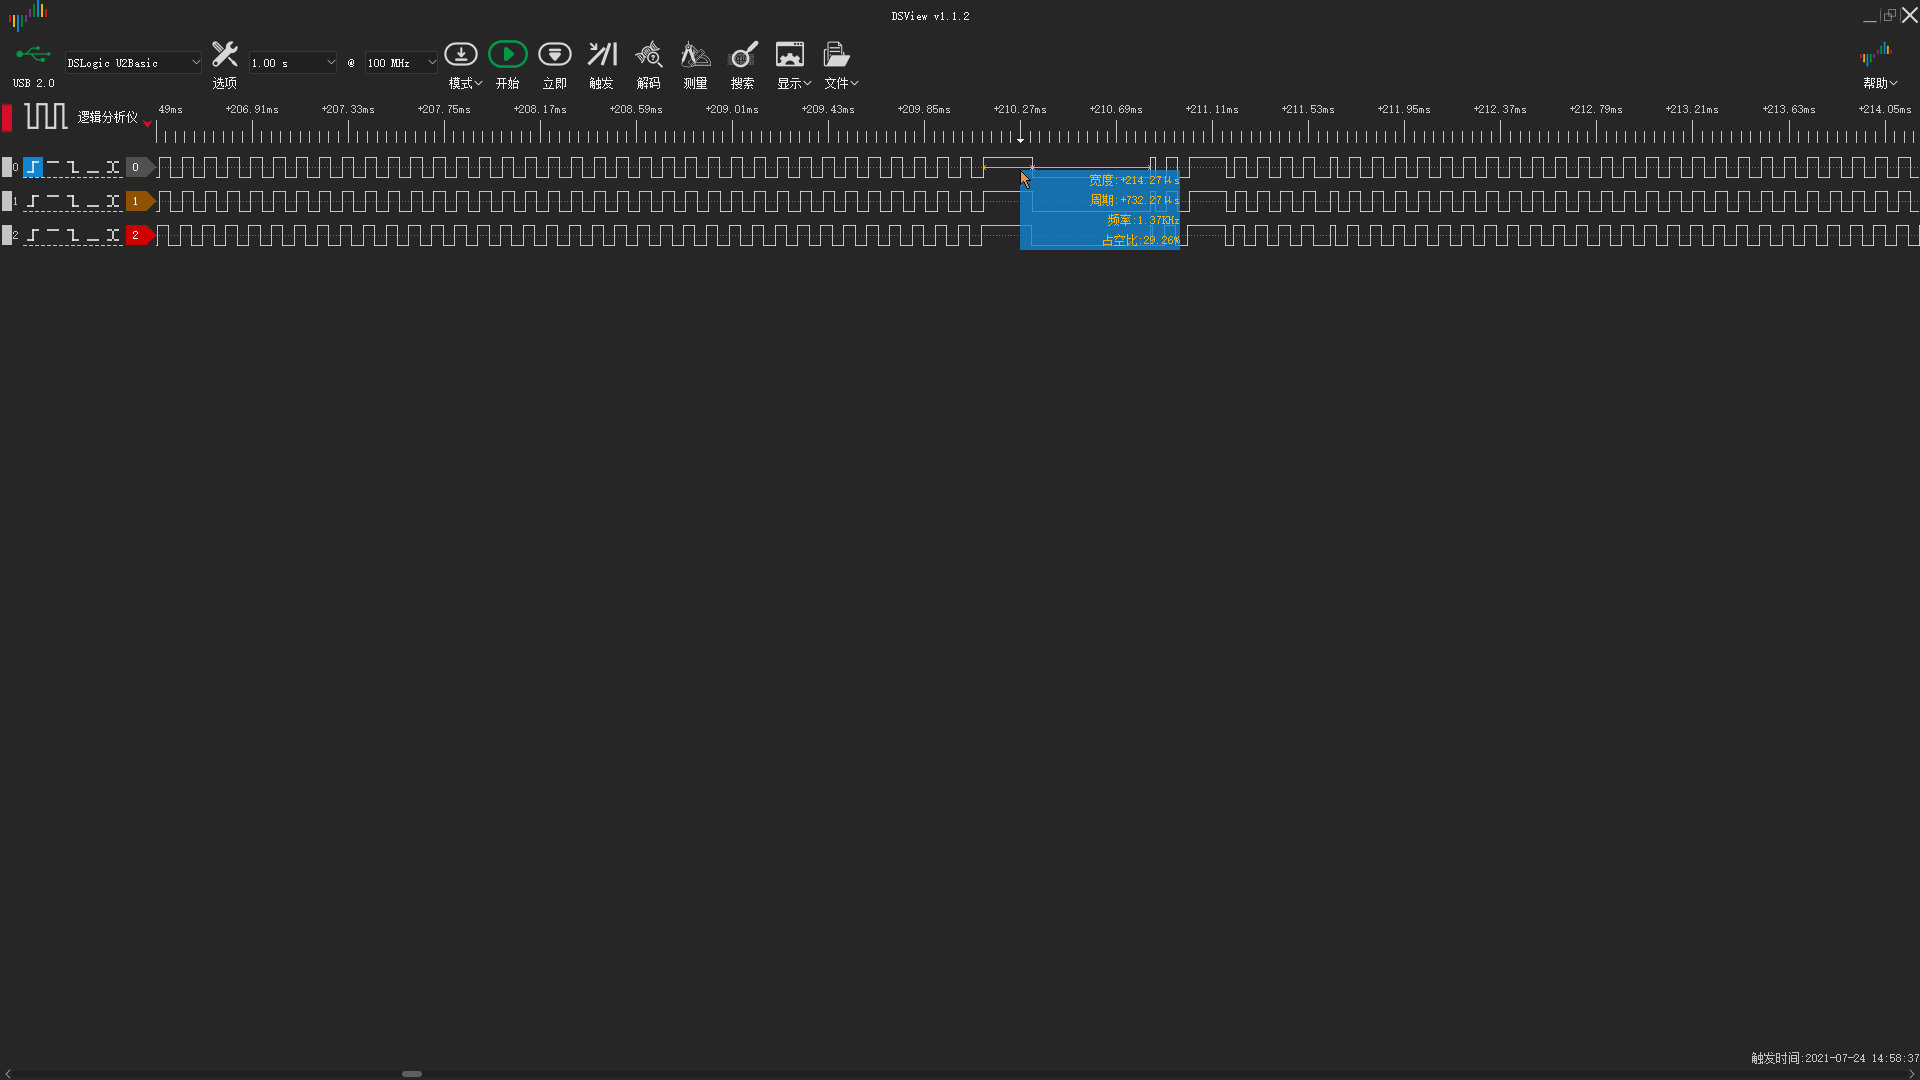 DSView v1.1.2
USB 2.0
DSLogic U2Basic
选项
1.00 s
@
100 MHz
模式
开始
立即
触发
解码
测量
搜索
显示
文件
帮助
逻辑分析仪
49ms +206.91ms +207.33ms +207.75ms +208.17ms +208.59ms +209.01ms +209.43ms +209.85ms +210.27ms +210.69ms +211.11ms +211.53ms +211.95ms +212.37ms +212.79ms +213.21ms +213.63ms +214.05ms
0 0
1 1
2 2
宽度:+214.27μs
周期:+732.27μs
频率:1.37KHz
占空比:29.26%
触发时间:2021-07-24 14:58:37